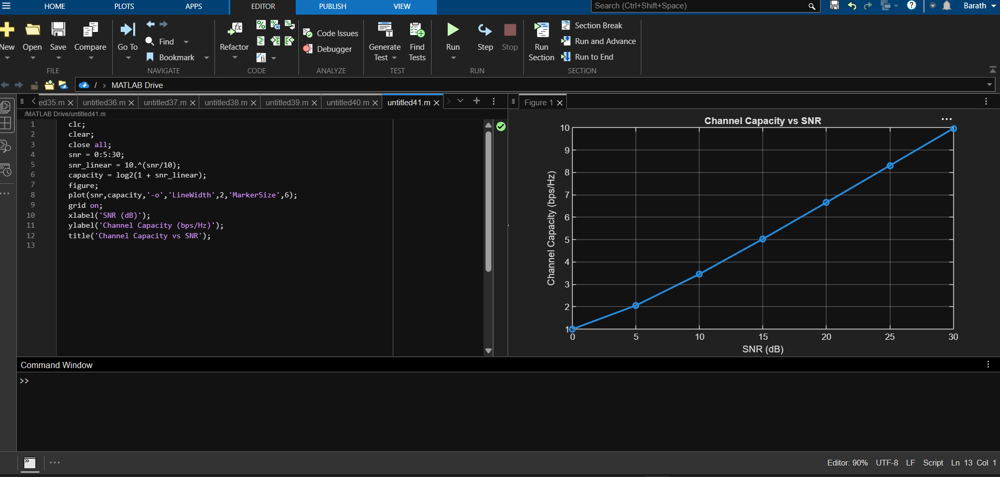 HOME PLOTS APPS EDITOR PUBLISH VIEW Search (Ctrl+Shift+Space) Barath
New Open Save Compare Go To Find Bookmark Refactor Code Issues Debugger Generate Test Find Tests Run Step Stop Run Section Section Break Run and Advance Run to End
FILE NAVIGATE CODE ANALYZE TEST RUN SECTION
/ › MATLAB Drive
ed35.m untitled36.m untitled37.m untitled38.m untitled39.m untitled40.m untitled41.m
/MATLAB Drive/untitled41.m
1 clc;
2 clear;
3 close all;
4 snr = 0:5:30;
5 snr_linear = 10.^(snr/10);
6 capacity = log2(1 + snr_linear);
7 figure;
8 plot(snr,capacity,'-o','LineWidth',2,'MarkerSize',6);
9 grid on;
10 xlabel('SNR (dB)');
11 ylabel('Channel Capacity (bps/Hz)');
12 title('Channel Capacity vs SNR');
13
Figure 1
Channel Capacity vs SNR
Channel Capacity (bps/Hz)
10
9
8
7
6
5
4
3
2
1
0 5 10 15 20 25 30
SNR (dB)
Command Window
>>
Editor: 90% UTF-8 LF Script Ln 13 Col 1